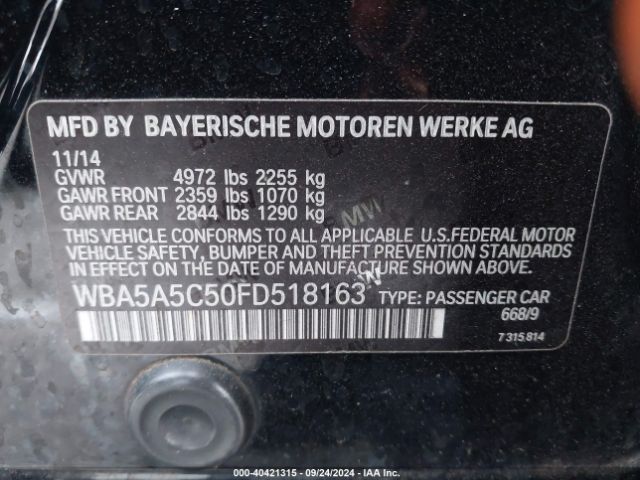 MFD BY BAYERISCHE MOTOREN WERKE AG
11/14
GVWR 4972 lbs 2255 kg
GAWR FRONT 2359 lbs 1070 kg
GAWR REAR 2844 lbs 1290 kg
THIS VEHICLE CONFORMS TO ALL APPLICABLE U.S.FEDERAL MOTOR
VEHICLE SAFETY, BUMPER AND THEFT PREVENTION STANDARDS
IN EFFECT ON THE DATE OF MANUFACTURE SHOWN ABOVE.
WBA5A5C50FD518163 TYPE: PASSENGER CAR
668/9
7 315 814
000-40421315 - 09/24/2024 - IAA Inc.